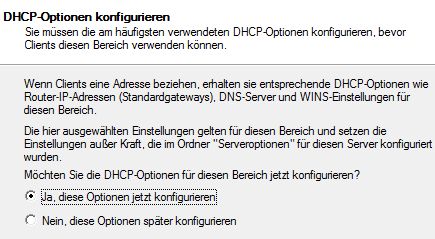 DHCP-Optionen konfigurieren
Sie müssen die am häufigsten verwendeten DHCP-Optionen konfigurieren, bevor
Clients diesen Bereich verwenden können.
Wenn Clients eine Adresse beziehen, erhalten sie entsprechende DHCP-Optionen wie
Router-IP-Adressen (Standardgateways), DNS-Server und WINS-Einstellungen für
diesen Bereich.
Die hier ausgewählten Einstellungen gelten für diesen Bereich und setzen die
Einstellungen außer Kraft, die im Ordner "Serveroptionen" für diesen Server konfiguriert
wurden.
Möchten Sie die DHCP-Optionen für diesen Bereich jetzt konfigurieren?
Ja, diese Optionen jetzt konfigurieren
Nein, diese Optionen später konfigurieren